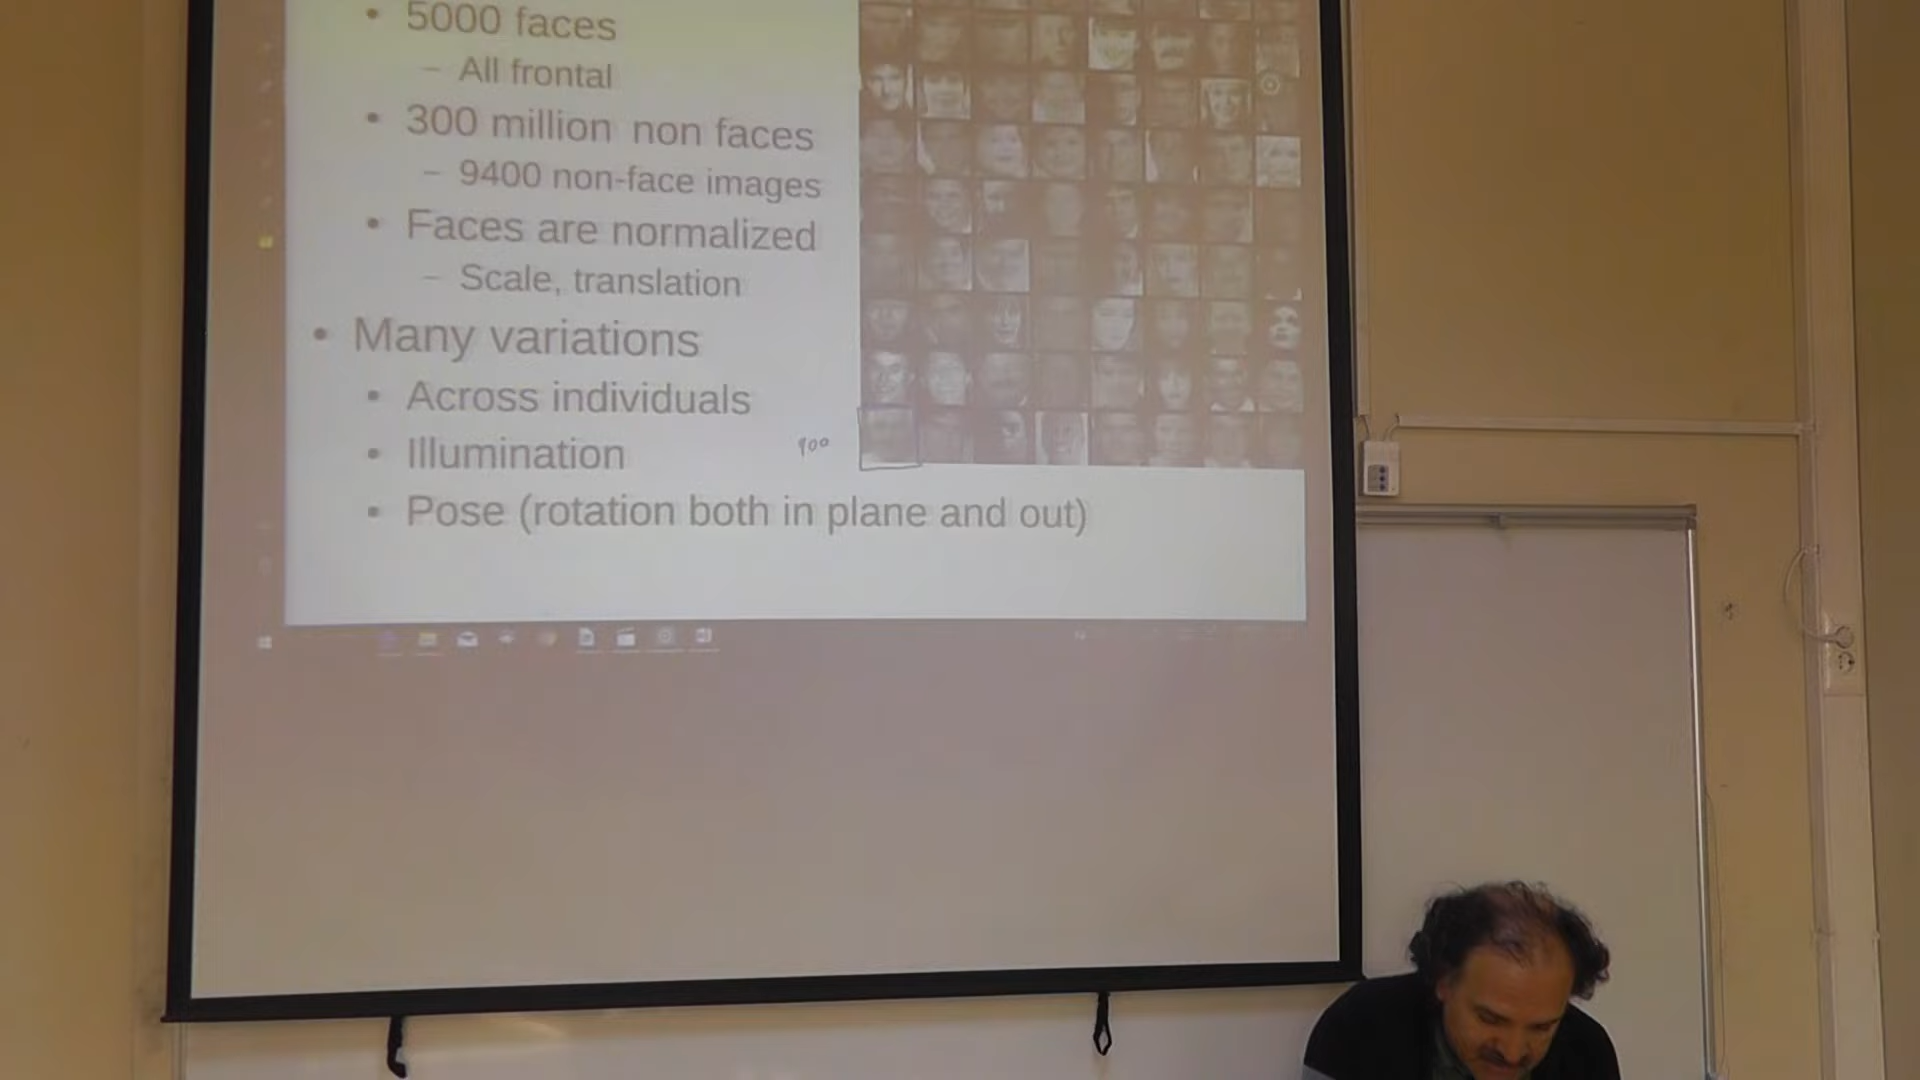 • 5000 faces
– All frontal
• 300 million non faces
– 9400 non-face images
• Faces are normalized
– Scale, translation
• Many variations
• Across individuals
• Illumination
900
• Pose (rotation both in plane and out)